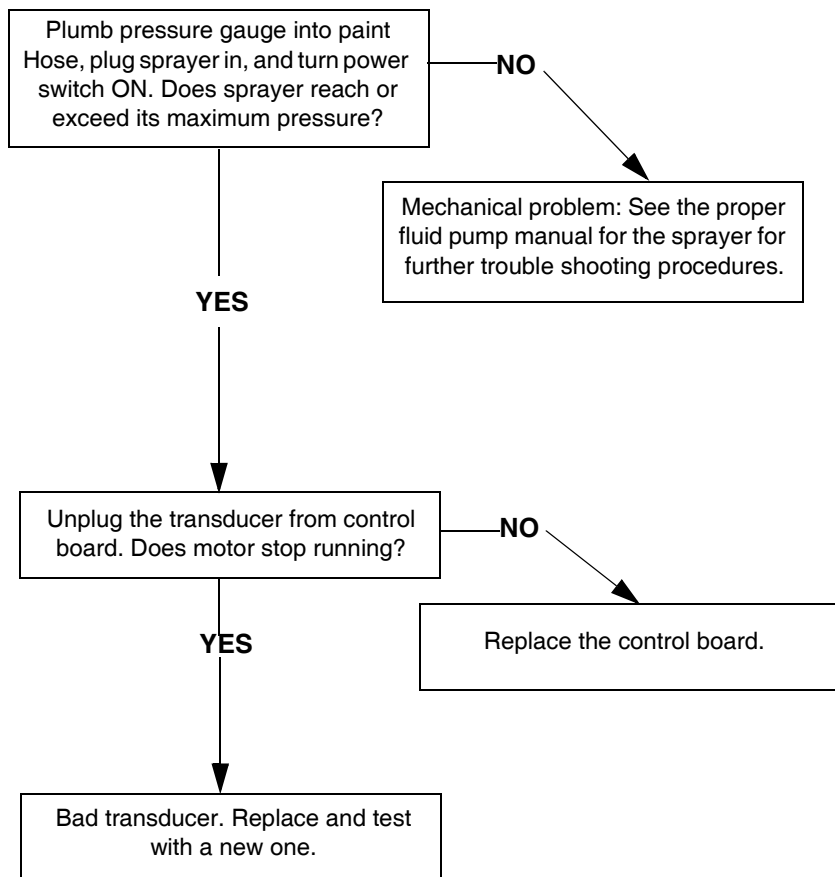 Plumb pressure gauge into paint
Hose, plug sprayer in, and turn power
switch ON. Does sprayer reach or
exceed its maximum pressure?
NO
Mechanical problem: See the proper
fluid pump manual for the sprayer for
further trouble shooting procedures.
YES
Unplug the transducer from control
board. Does motor stop running?
NO
Replace the control board.
YES
Bad transducer. Replace and test
with a new one.